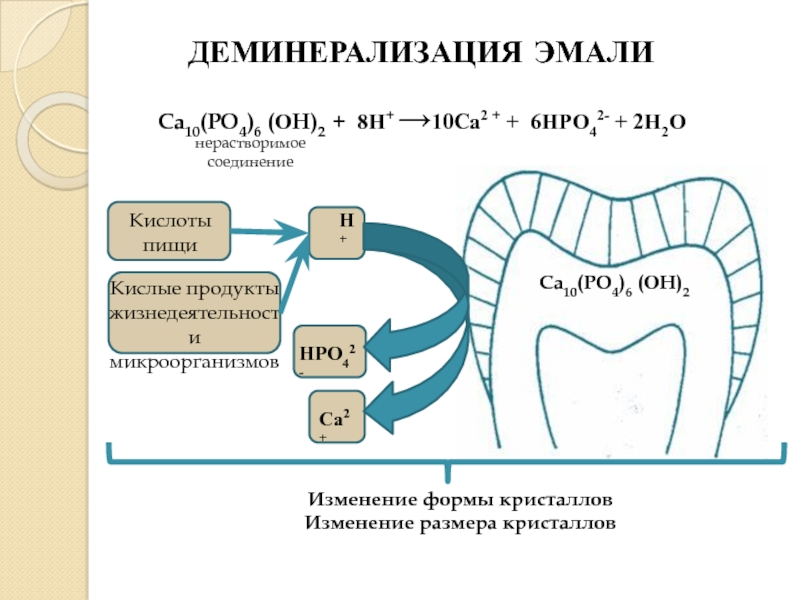 ДЕМИНЕРАЛИЗАЦИЯ ЭМАЛИ
Ca10(PO4)6 (OH)2 + 8H+ →10Ca2 + + 6HPO42- + 2H2O
нерастворимое
соединение
Кислоты
пищи
H
+
Кислые продукты
жизнедеятельност
и
микроорганизмов
Ca10(PO4)6 (OH)2
HPO42
-
Ca2
+
Изменение формы кристаллов
Изменение размера кристаллов